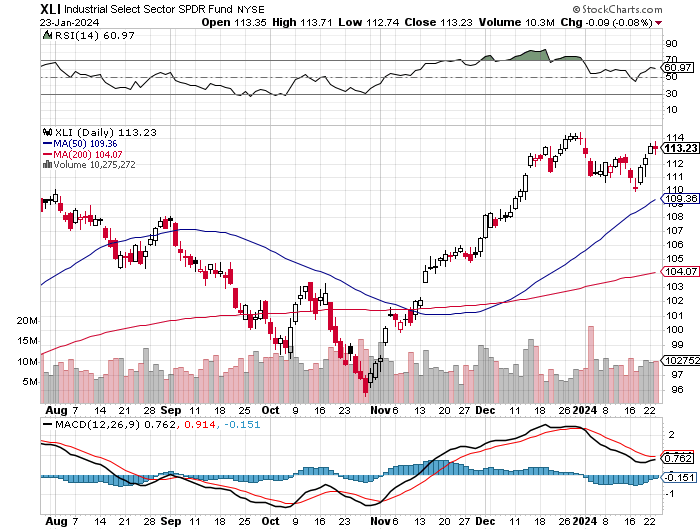 XLI Industrial Select Sector SPDR Fund NYSE
© StockCharts.com
23-Jan-2024
Open 113.35 High 113.71 Low 112.74 Close 113.23 Volume 10.3M Chg -0.09 (-0.08%)
RSI(14) 60.97
90
70
60.97
50
30
10
XLI (Daily) 113.23
MA(50) 109.36
MA(200) 104.07
Volume 10,275,272
114
113.23
112
111
110
109.36
108
107
106
105
104.07
103
102
101
100
99
98
10275272
97
96
20M
15M
10M
5M
Aug 7 14 21 28 Sep 11 18 25 Oct 9 16 23 Nov 6 13 20 27 Dec 11 18 26 2024 8 16 22
MACD(12,26,9) 0.762, 0.914, -0.151
2
1
0.762
-0.151
-1
Aug 7 14 21 28 Sep 11 18 25 Oct 9 16 23 Nov 6 13 20 27 Dec 11 18 26 2024 8 16 22